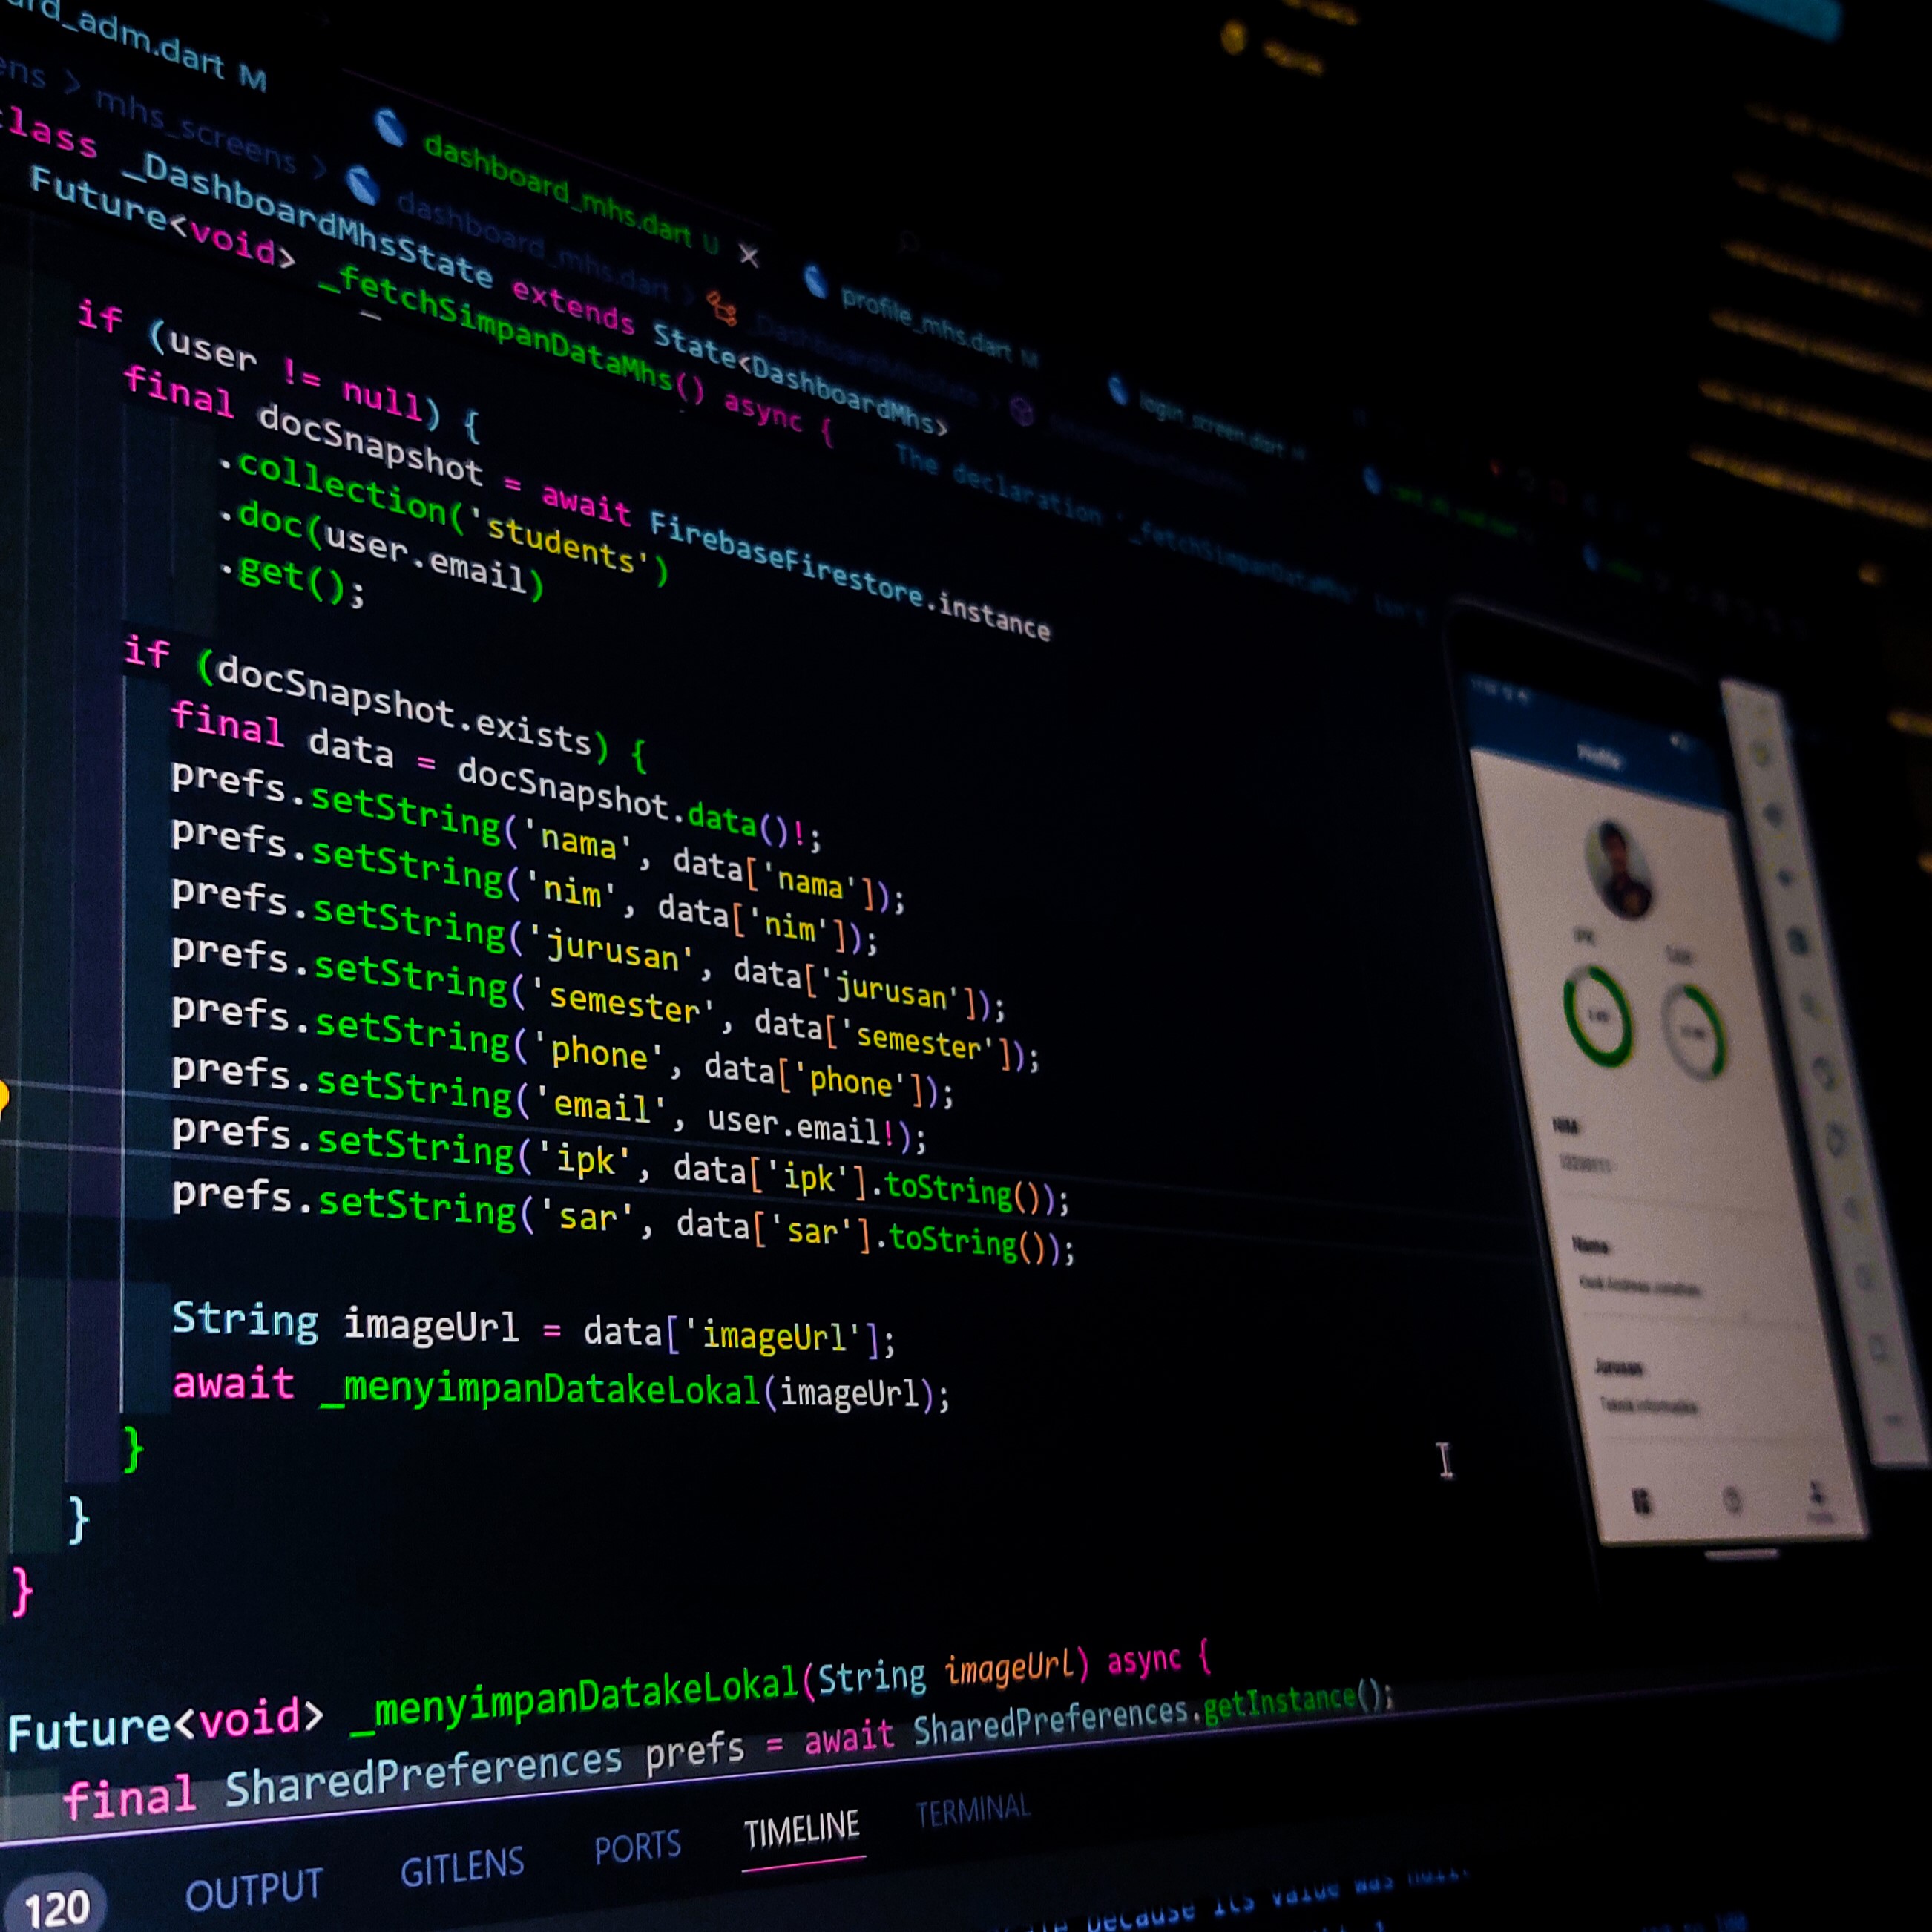 ard_adm.dart M
dashboard_mhs.dart U
profile_mhs.dart M
login_screen.dart M
ens > mhs_screens > dashboard_mhs.dart > _DashboardMhsState
class _DashboardMhsState extends State<DashboardMhs>
Future<void> _fetchSimpanDataMhs() async { The declaration '_fetchSimpanDataMhs' isn't
if (user != null) {
final docSnapshot = await FirebaseFirestore.instance
.collection('students')
.doc(user.email)
.get();
if (docSnapshot.exists) {
final data = docSnapshot.data()!;
prefs.setString('nama', data['nama']);
prefs.setString('nim', data['nim']);
prefs.setString('jurusan', data['jurusan']);
prefs.setString('semester', data['semester']);
prefs.setString('phone', data['phone']);
prefs.setString('email', user.email!);
prefs.setString('ipk', data['ipk'].toString());
prefs.setString('sar', data['sar'].toString());
String imageUrl = data['imageUrl'];
await _menyimpanDatakeLokal(imageUrl);
}
}
}
Future<void> _menyimpanDatakeLokal(String imageUrl) async {
final SharedPreferences prefs = await SharedPreferences.getInstance();
120 OUTPUT GITLENS PORTS TIMELINE TERMINAL
because its value was null.
Profile
IPK
NIM
Nama
Jurusan
Teknik Informatika